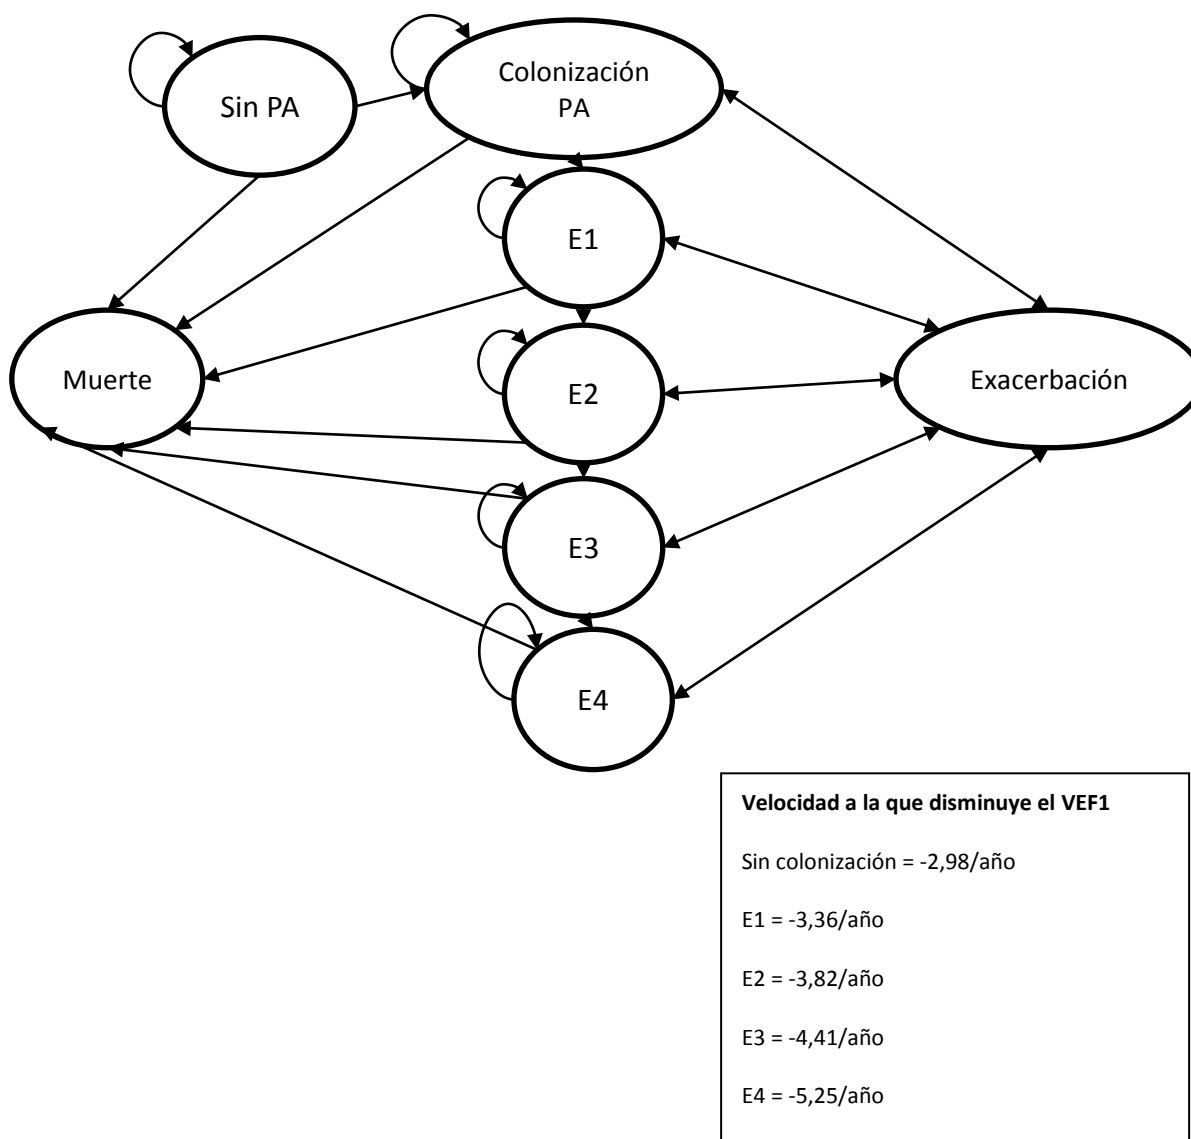 Sin PA
Colonización
PA
E1
E2
Muerte
Exacerbación
E3
E4
Velocidad a la que disminuye el VEF1
Sin colonización = -2,98/año
E1 = -3,36/año
E2 = -3,82/año
E3 = -4,41/año
E4 = -5,25/año